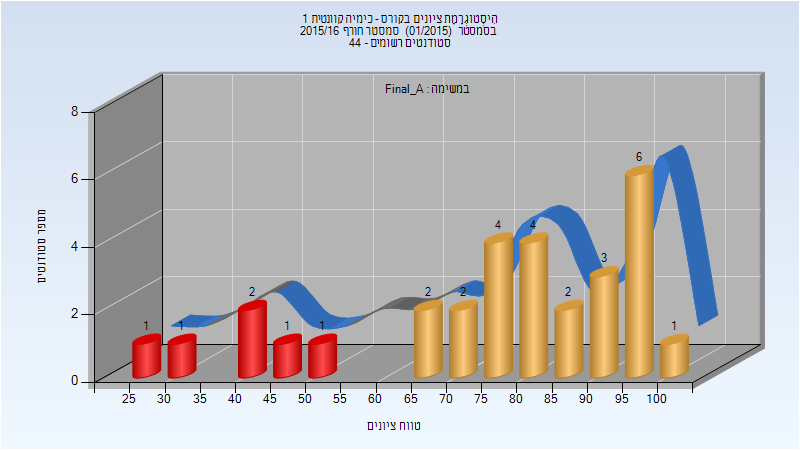 היסטוגרמת ציונים בקורס - כימיה קוונטית 1
בסמסטר (01/2015) סמסטר חורף 2015/16
סטודנטים רשומים - 44
במשימה : Final_A
מספר סטודנטים
8
6
4
2
0
1
1
2
1
1
2
2
4
4
2
3
6
1
25 30 35 40 45 50 55 60 65 70 75 80 85 90 95 100
טווח ציונים